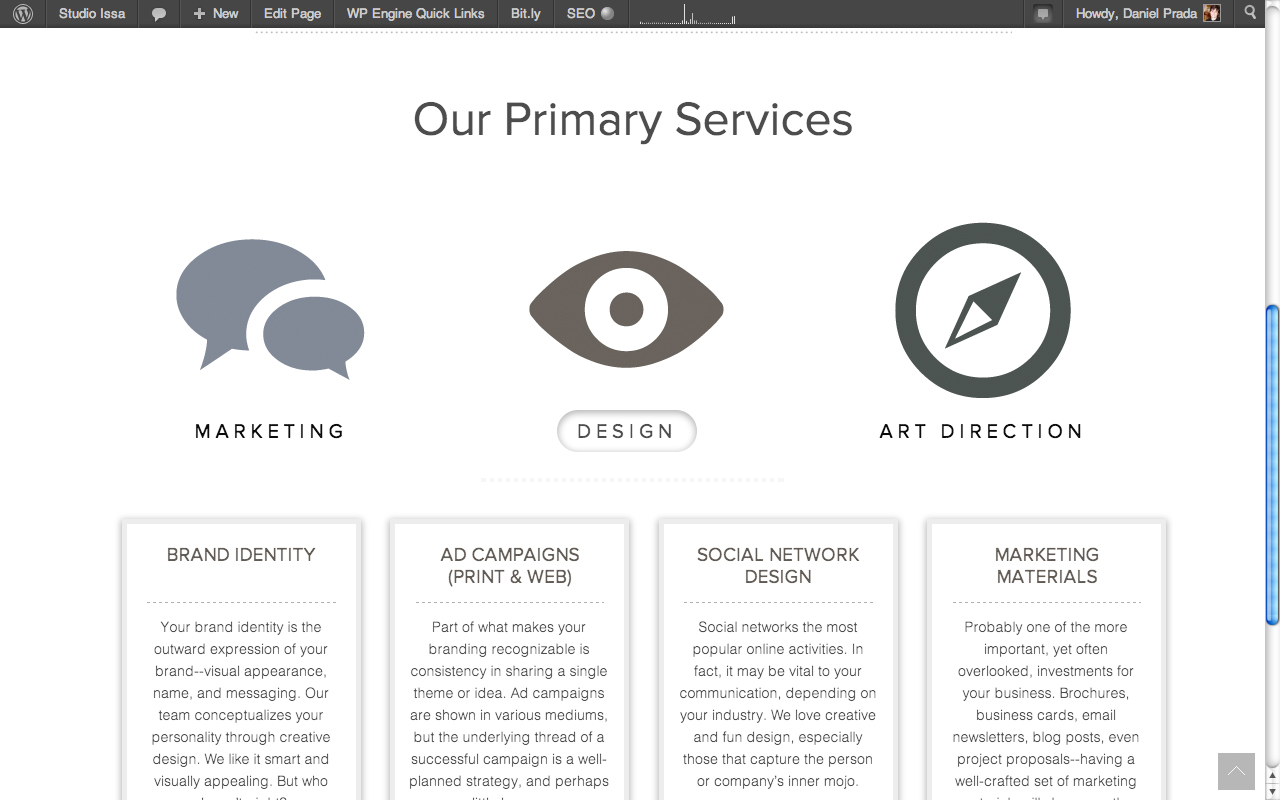 Studio Issa
New
Edit Page
WP Engine Quick Links
Bit.ly
SEO
Howdy, Daniel Prada
Our Primary Services
MARKETING
DESIGN
ART DIRECTION
BRAND IDENTITY
Your brand identity is the
outward expression of your
brand--visual appearance,
name, and messaging. Our
team conceptualizes your
personality through creative
design. We like it smart and
visually appealing. But who
AD CAMPAIGNS
(PRINT & WEB)
Part of what makes your
branding recognizable is
consistency in sharing a single
theme or idea. Ad campaigns
are shown in various mediums,
but the underlying thread of a
successful campaign is a well-
planned strategy, and perhaps
SOCIAL NETWORK
DESIGN
Social networks the most
popular online activities. In
fact, it may be vital to your
communication, depending on
your industry. We love creative
and fun design, especially
those that capture the person
or company's inner mojo.
MARKETING
MATERIALS
Probably one of the more
important, yet often
overlooked, investments for
your business. Brochures,
business cards, email
newsletters, blog posts, even
project proposals--having a
well-crafted set of marketing